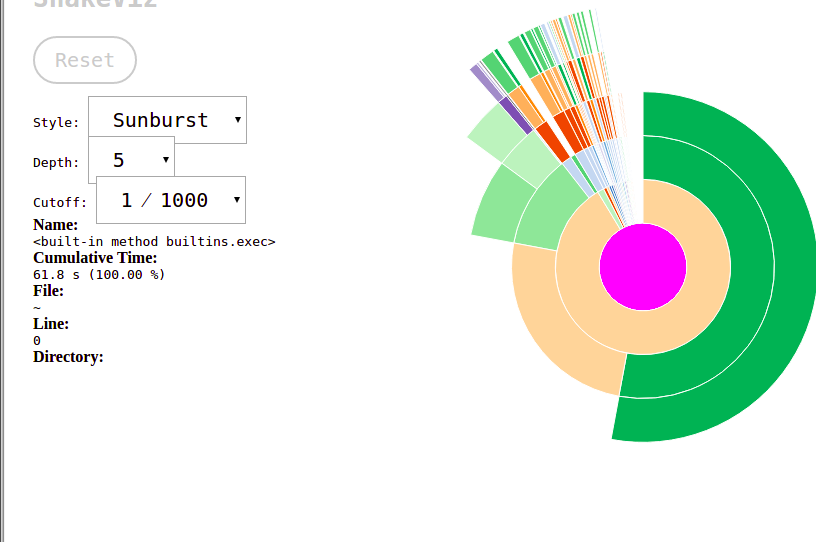 SnakeViz
Reset
Style: Sunburst
Depth: 5
Cutoff: 1 / 1000
Name:
<built-in method builtins.exec>
Cumulative Time:
61.8 s (100.00 %)
File:
~
Line:
0
Directory: